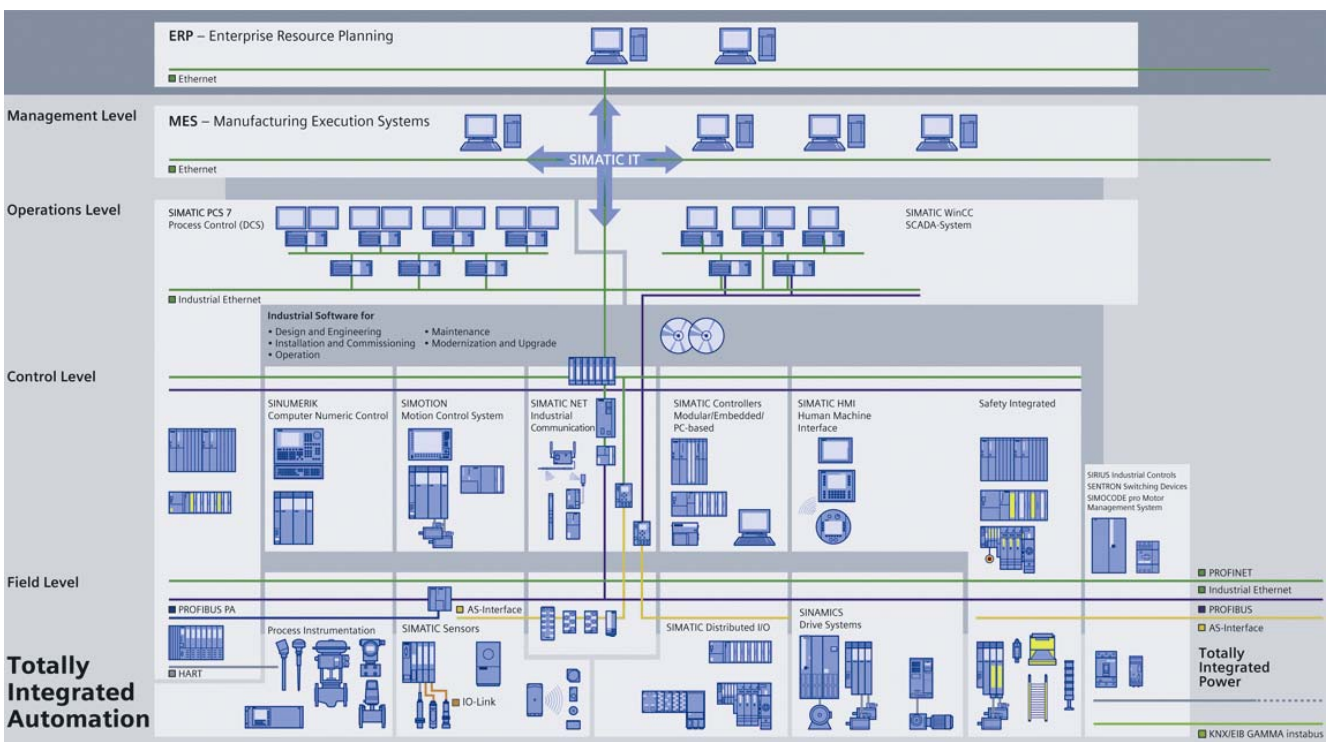 ERP – Enterprise Resource Planning
Ethernet
Management Level
MES – Manufacturing Execution Systems
SIMATIC IT
Ethernet
Operations Level
SIMATIC PCS 7
Process Control (DCS)
SIMATIC WinCC
SCADA-System
Industrial Ethernet
Industrial Software for
• Design and Engineering
• Installation and Commissioning
• Operation
• Maintenance
• Modernization and Upgrade
Control Level
SINUMERIK
Computer Numeric Control
SIMOTION
Motion Control System
SIMATIC NET
Industrial
Communication
SIMATIC Controllers
Modular/Embedded/
PC-based
SIMATIC HMI
Human Machine
Interface
Safety Integrated
SIRIUS Industrial Controls
SENTRON Switching Devices
SIMOCODE pro Motor
Management System
Field Level
PROFINET
Industrial Ethernet
PROFIBUS PA
AS-Interface
PROFIBUS
AS-Interface
Process Instrumentation
SIMATIC Sensors
SIMATIC Distributed I/O
SINAMICS
Drive Systems
HART
IO-Link
Totally
Integrated
Automation
Totally
Integrated
Power
KNX/EIB GAMMA instabus